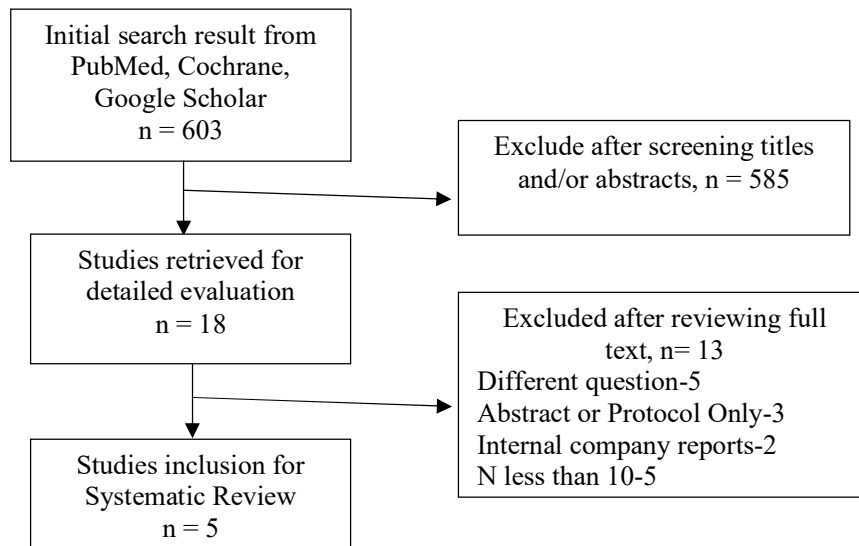 Initial search result from
PubMed, Cochrane,
Google Scholar
n = 603
Exclude after screening titles
and/or abstracts, n = 585
Studies retrieved for
detailed evaluation
n = 18
Excluded after reviewing full
text, n= 13
Different question-5
Abstract or Protocol Only-3
Internal company reports-2
N less than 10-5
Studies inclusion for
Systematic Review
n = 5